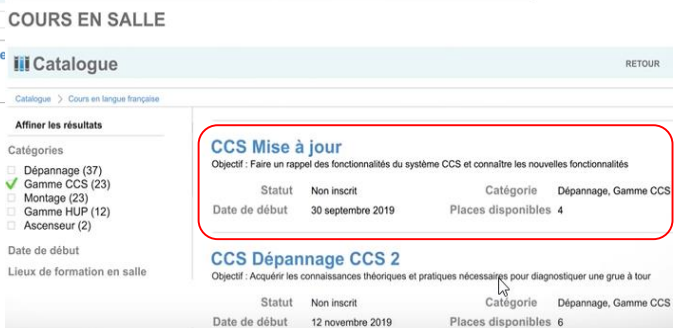 COURS EN SALLE
Catalogue
RETOUR
Catalogue > Cours en langue française
Affiner les résultats
Catégories
Dépannage (37)
Gamme CCS (23)
Montage (23)
Gamme HUP (12)
Ascenseur (2)
Date de début
Lieux de formation en salle
CCS Mise à jour
Objectif : Faire un rappel des fonctionnalités du système CCS et connaître les nouvelles fonctionalités
Statut Non inscrit Catégorie Dépannage, Gamme CCS
Date de début 30 septembre 2019 Places disponibles 4
CCS Dépannage CCS 2
Objectif : Acquérir les connaissances théoriques et pratiques nécessaires pour diagnostiquer une grue à tour
Statut Non inscrit Catégorie Dépannage, Gamme CCS
Date de début 12 novembre 2019 Places disponibles 6